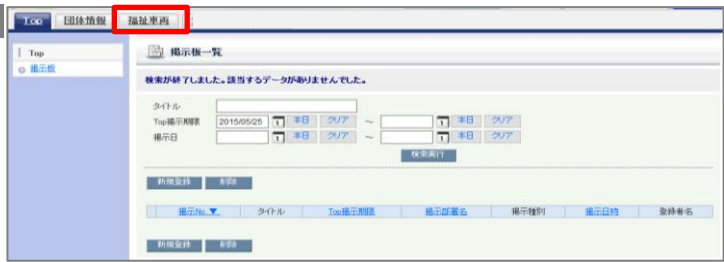 Top 団体情報 福祉車両
Top
掲示板
掲示板一覧
検索が終了しました。該当するデータがありませんでした。
タイトル
Top掲示期限 2015/05/25 1 本日 クリア ～ 1 本日 クリア
掲示日 1 本日 クリア ～ 1 本日 クリア
検索実行
新規登録 削除
掲示No.▼ タイトル Top掲示期限 掲示部署名 掲示種別 掲示日時 登録者名
新規登録 削除